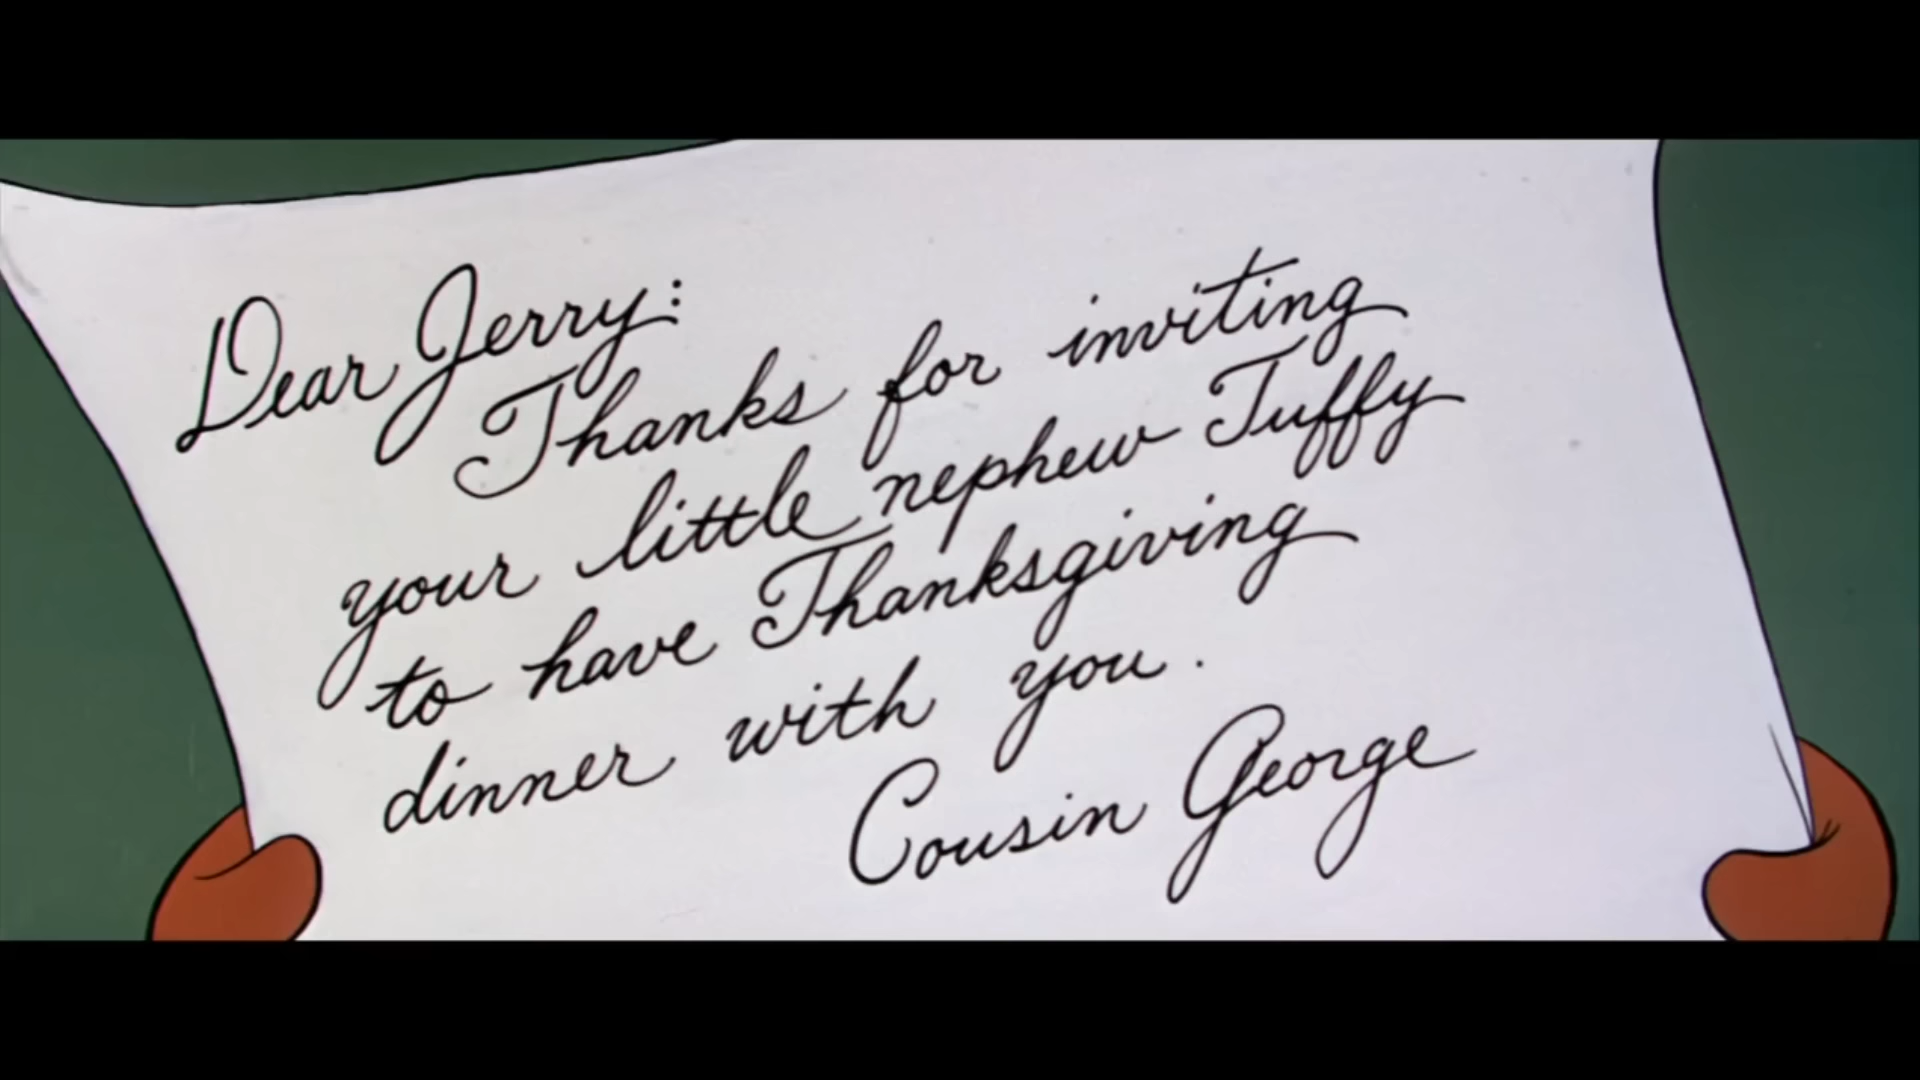 Dear Jerry:
Thanks for inviting
your little nephew Tuffy
to have Thanksgiving
dinner with you.
Cousin George